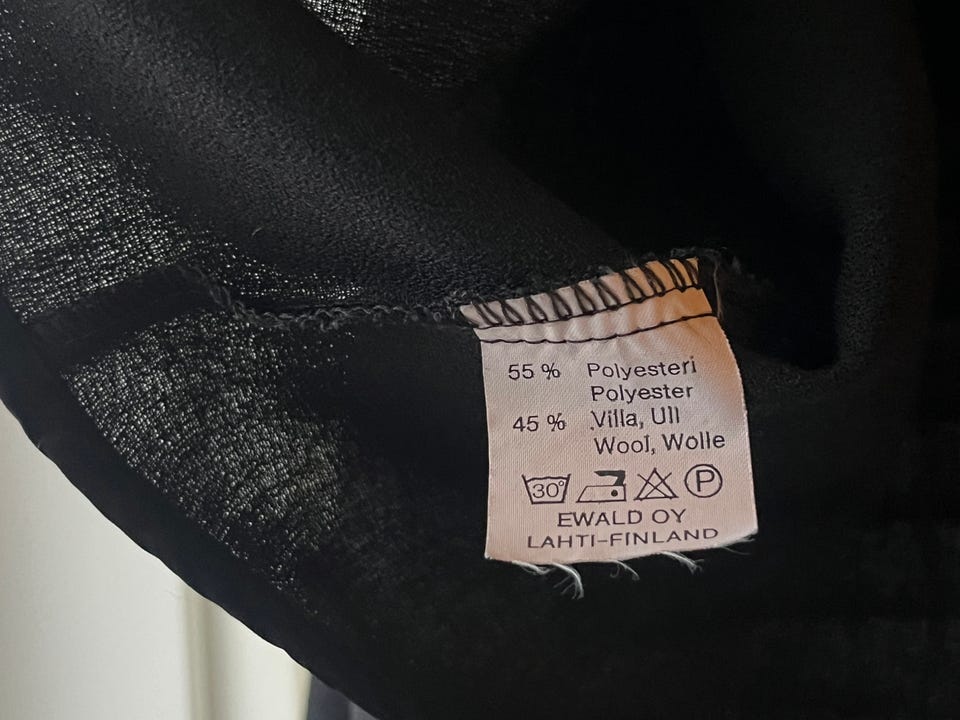 55 % Polyesteri
Polyester
45 % Villa, Ull
Wool, Wolle
30° P
EWALD OY
LAHTI-FINLAND